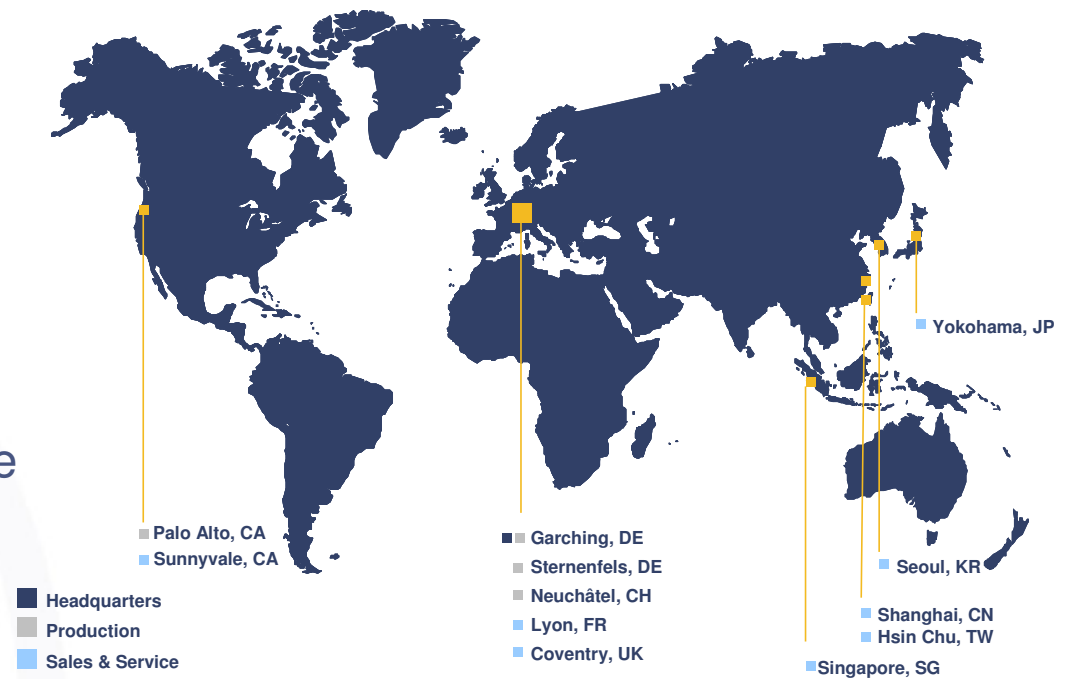 Yokohama, JP
e
Palo Alto, CA
Sunnyvale, CA
Garching, DE
Sternenfels, DE
Neuchâtel, CH
Lyon, FR
Coventry, UK
Seoul, KR
Shanghai, CN
Hsin Chu, TW
Singapore, SG
Headquarters
Production
Sales & Service